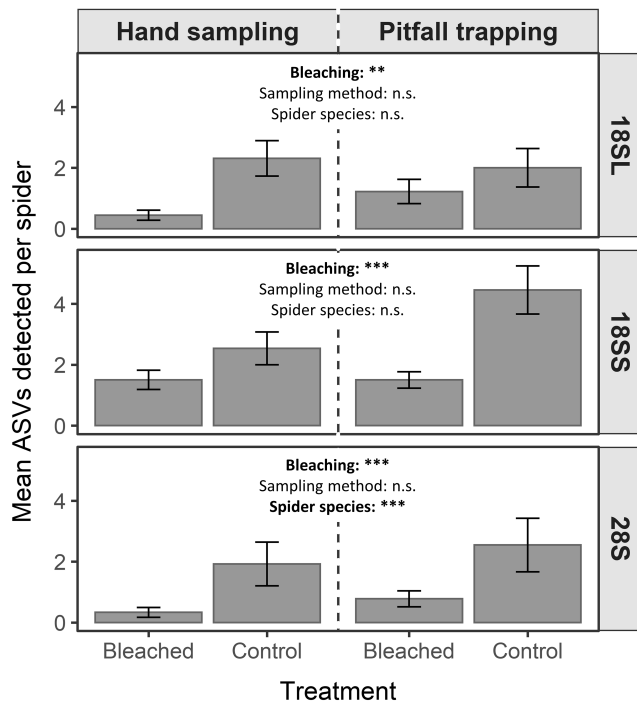 Hand sampling
Pitfall trapping
Mean ASVs detected per spider
Bleaching: **
Sampling method: n.s.
Spider species: n.s.
4
2
0
18SL
Bleaching: ***
Sampling method: n.s.
Spider species: n.s.
4
2
0
18SS
Bleaching: ***
Sampling method: n.s.
Spider species: ***
4
2
0
28S
Bleached
Control
Bleached
Control
Treatment